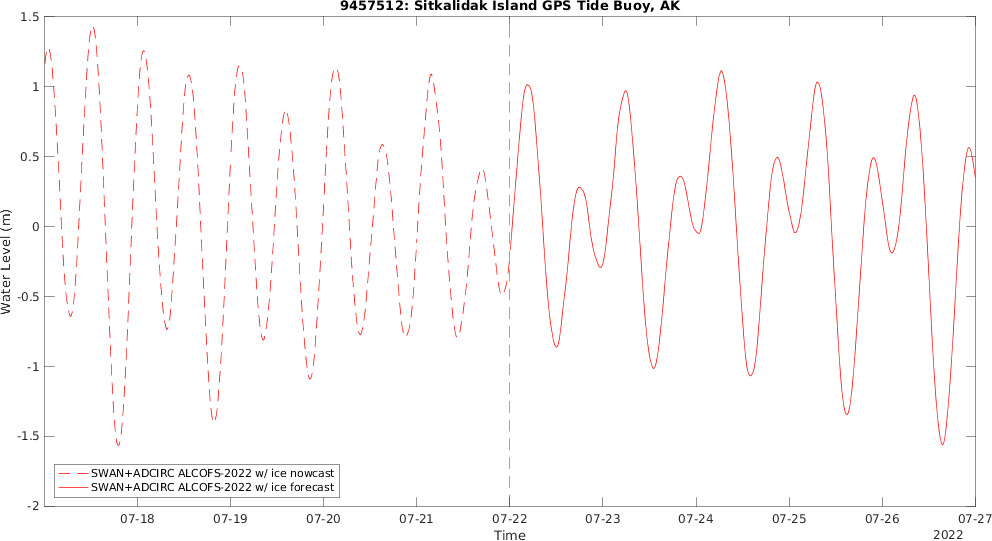 9457512: Sitkalidak Island GPS Tide Buoy, AK
1.5
1
0.5
0
-0.5
-1
-1.5
-2
Water Level (m)
SWAN+ADCIRC ALCOFS-2022 w/ ice nowcast
SWAN+ADCIRC ALCOFS-2022 w/ ice forecast
07-18 07-19 07-20 07-21 07-22 07-23 07-24 07-25 07-26 07-27
Time
2022